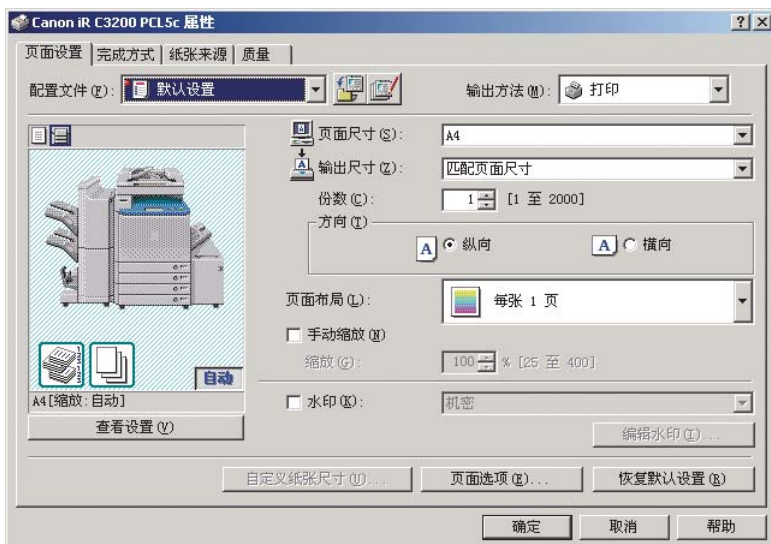 Canon iR C3200 PCL5c 属性
页面设置 完成方式 纸张来源 质量
配置文件(F): 默认设置 输出方法(M): 打印
页面尺寸(S): A4
输出尺寸(Z): 匹配页面尺寸
份数(C): 1 [1 至 2000]
方向(T)
A 纵向 A 横向
页面布局(L): 每张 1 页
手动缩放(N)
缩放(G): 100 % [25 至 400]
自动
A4[缩放:自动]
水印(K): 机密
查看设置(V)
编辑水印(I)...
自定义纸张尺寸(U)... 页面选项(E)... 恢复默认设置(R)
确定 取消 帮助